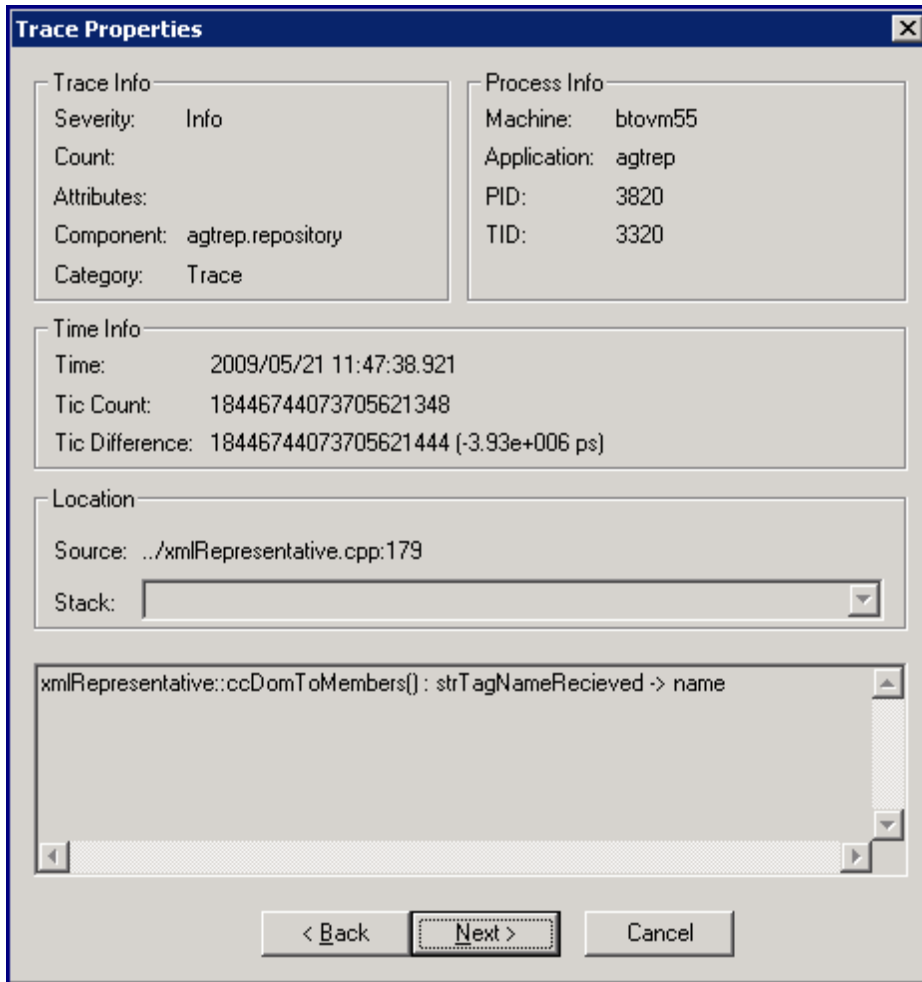 Trace Properties
Trace Info
Severity: Info
Count:
Attributes:
Component: agtrep.repository
Category: Trace
Process Info
Machine: btovm55
Application: agtrep
PID: 3820
TID: 3320
Time Info
Time: 2009/05/21 11:47:38.921
Tic Count: 18446744073705621348
Tic Difference: 18446744073705621444 (-3.93e+006 ps)
Location
Source: ../xmlRepresentative.cpp:179
Stack:
xmlRepresentative::ccDomToMembers() : strTagNameRecieved -> name
< Back
Next >
Cancel